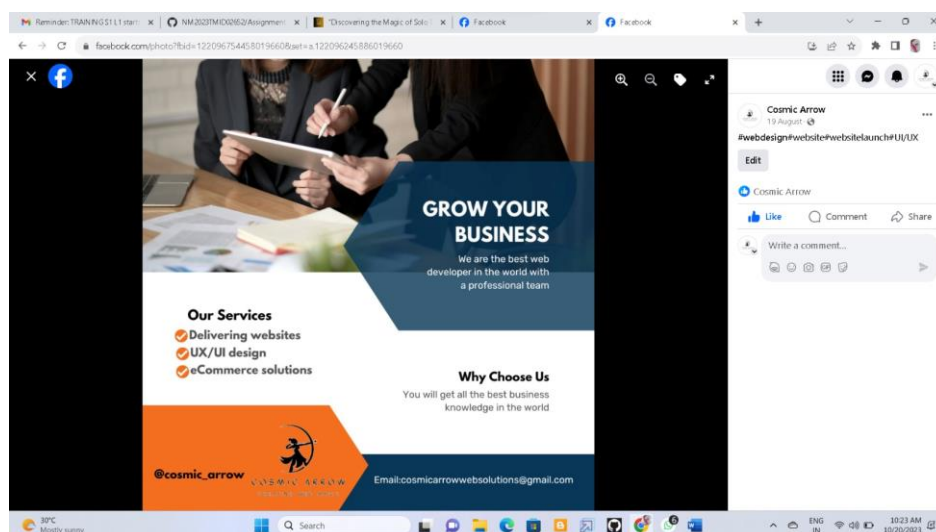 Reminder: TRAINING S1 L1 start
NM2023TMID02652/Assignment
"Discovering the Magic of Solo
Facebook
Facebook
facebook.com/photo?fbid=122096754458019660&set=a.122096245886019660
GROW YOUR
BUSINESS
We are the best web
developer in the world with
a professional team
Our Services
Delivering websites
UX/UI design
eCommerce solutions
Why Choose Us
You will get all the best business
knowledge in the world
@cosmic_arrow
COSMIC ARROW
Email:cosmicarrowwebsolutions@gmail.com
Cosmic Arrow
19 August
#webdesign#website#websitelaunch#UI/UX
Edit
Cosmic Arrow
Like
Comment
Share
Write a comment...
30°C
Mostly sunny
Search
ENG
IN
10:23 AM
10/20/2023